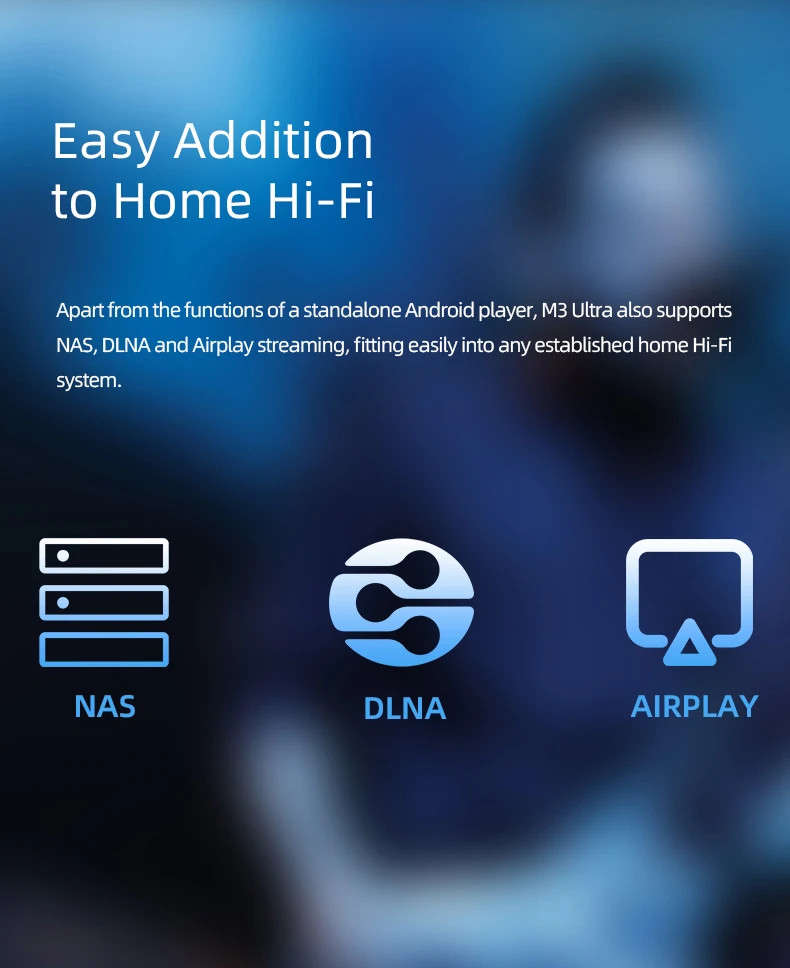 Easy Addition
to Home Hi-Fi
Apart from the functions of a standalone Android player, M3 Ultra also supports
NAS, DLNA and Airplay streaming, fitting easily into any established home Hi-Fi
system.
NAS
DLNA
AIRPLAY